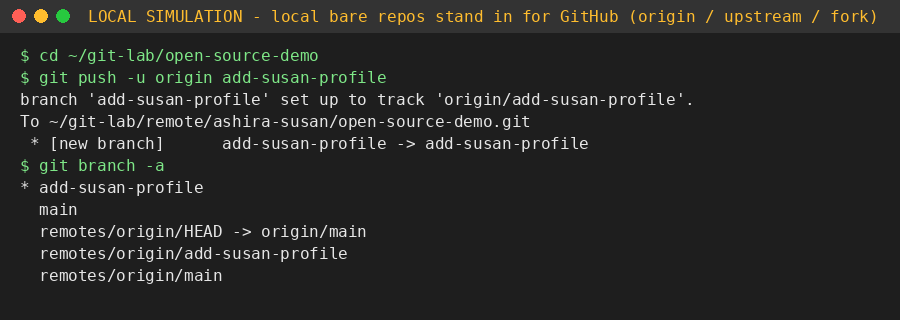 LOCAL SIMULATION - local bare repos stand in for GitHub (origin / upstream / fork)
$ cd ~/git-lab/open-source-demo
$ git push -u origin add-susan-profile
branch 'add-susan-profile' set up to track 'origin/add-susan-profile'.
To ~/git-lab/remote/ashira-susan/open-source-demo.git
 * [new branch]      add-susan-profile -> add-susan-profile
$ git branch -a
* add-susan-profile
  main
  remotes/origin/HEAD -> origin/main
  remotes/origin/add-susan-profile
  remotes/origin/main